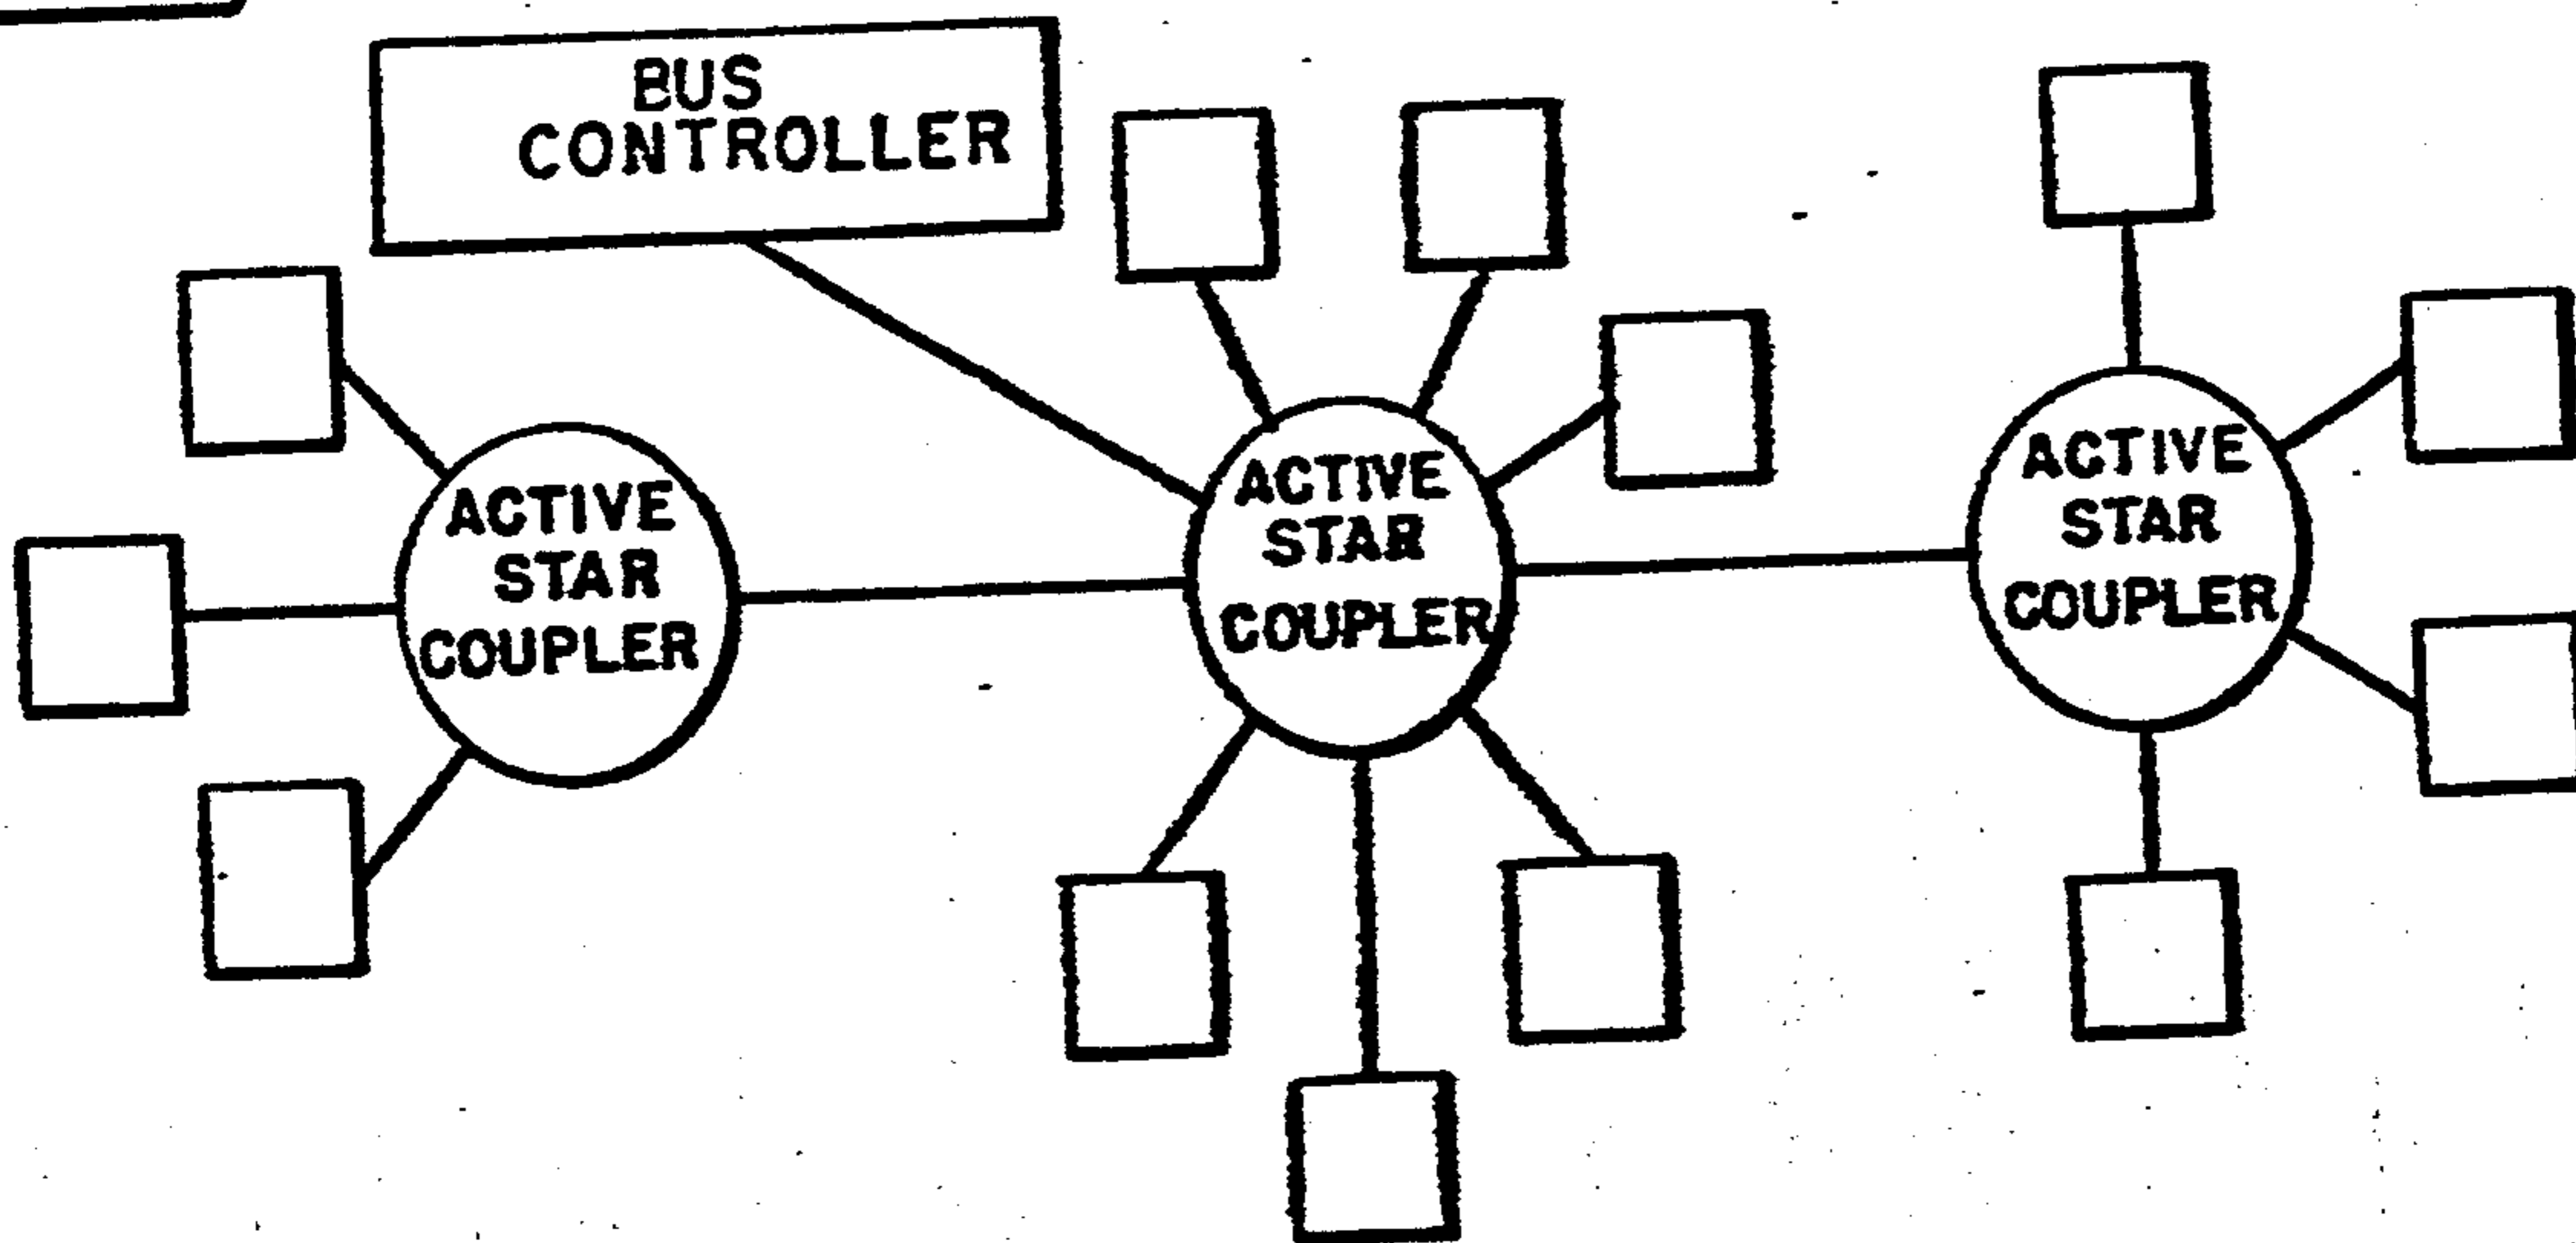 BUS
CONTROLLER
ACTIVE
STAR
COUPLER
ACTIVE
STAR
COUPLER
ACTIVE
STAR
COUPLER